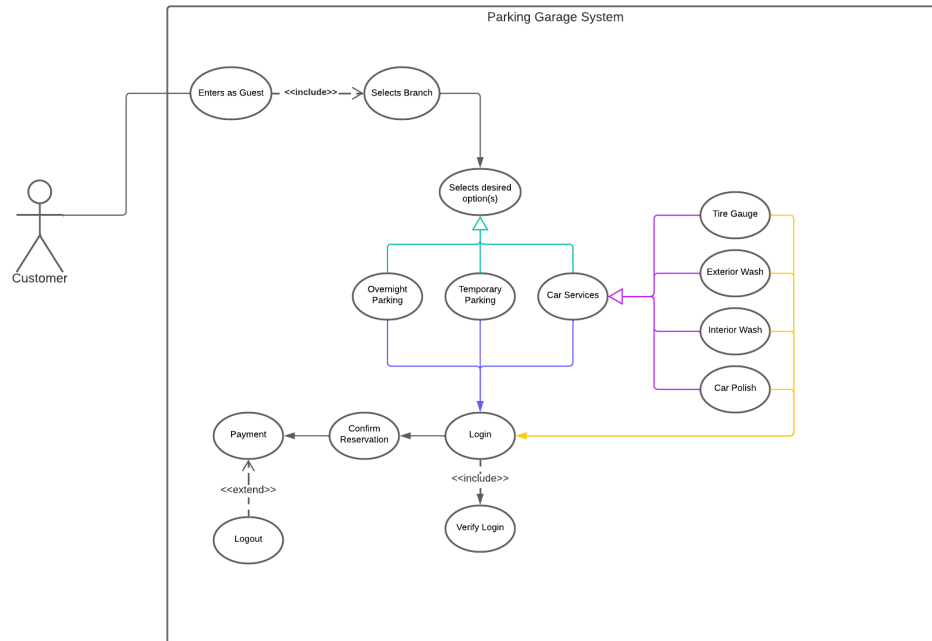 Parking Garage System
Enters as Guest
<<include>>
Selects Branch
Selects desired
option(s)
Customer
Tire Gauge
Exterior Wash
Overnight
Parking
Temporary
Parking
Car Services
Interior Wash
Car Polish
Payment
Confirm
Reservation
Login
<<include>>
<<extend>>
Verify Login
Logout